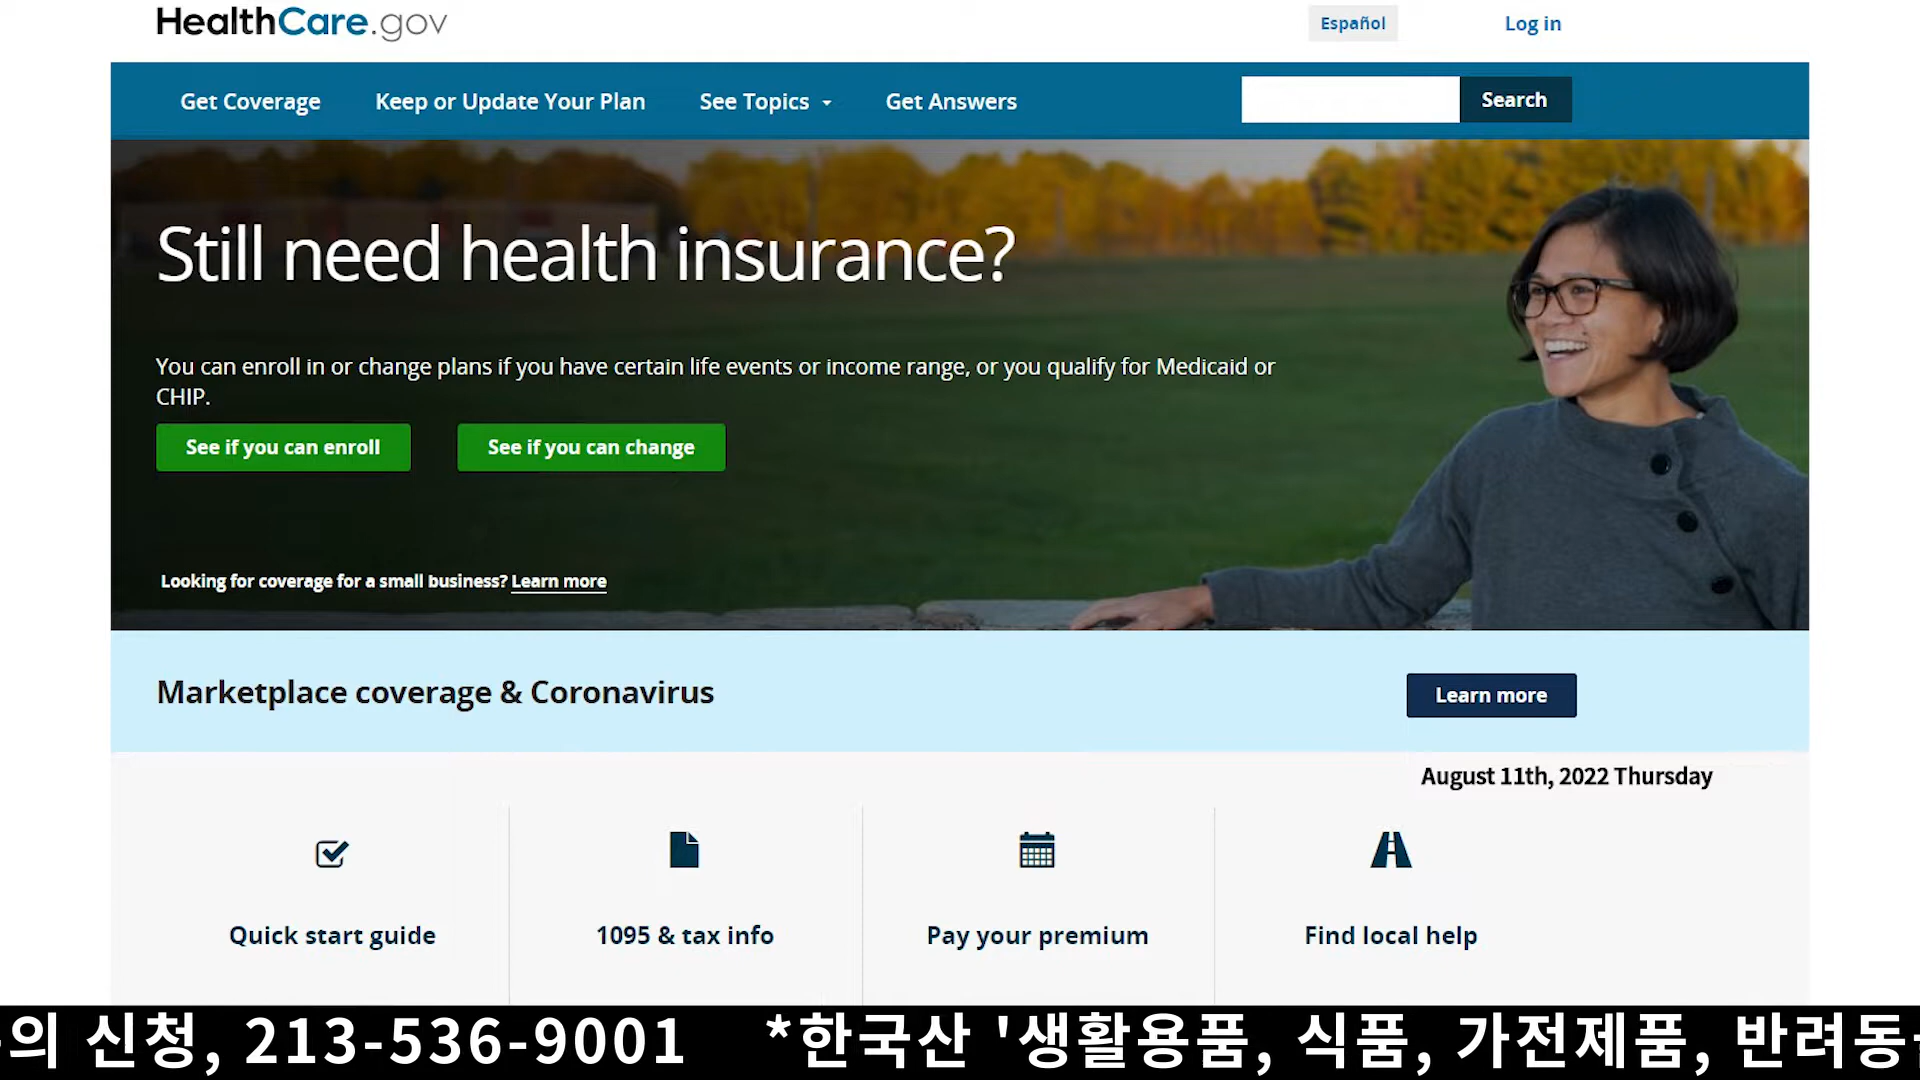 HealthCare.gov
Español
Log in
Get Coverage
Keep or Update Your Plan
See Topics
Get Answers
Search
Still need health insurance?
You can enroll in or change plans if you have certain life events or income range, or you qualify for Medicaid or
CHIP.
See if you can enroll
See if you can change
Looking for coverage for a small business? Learn more
Marketplace coverage & Coronavirus
Learn more
August 11th, 2022 Thursday
Quick start guide
1095 & tax info
Pay your premium
Find local help
신청, 213-536-9001 *한국산 '생활용품, 식품, 가전제품, 반려동